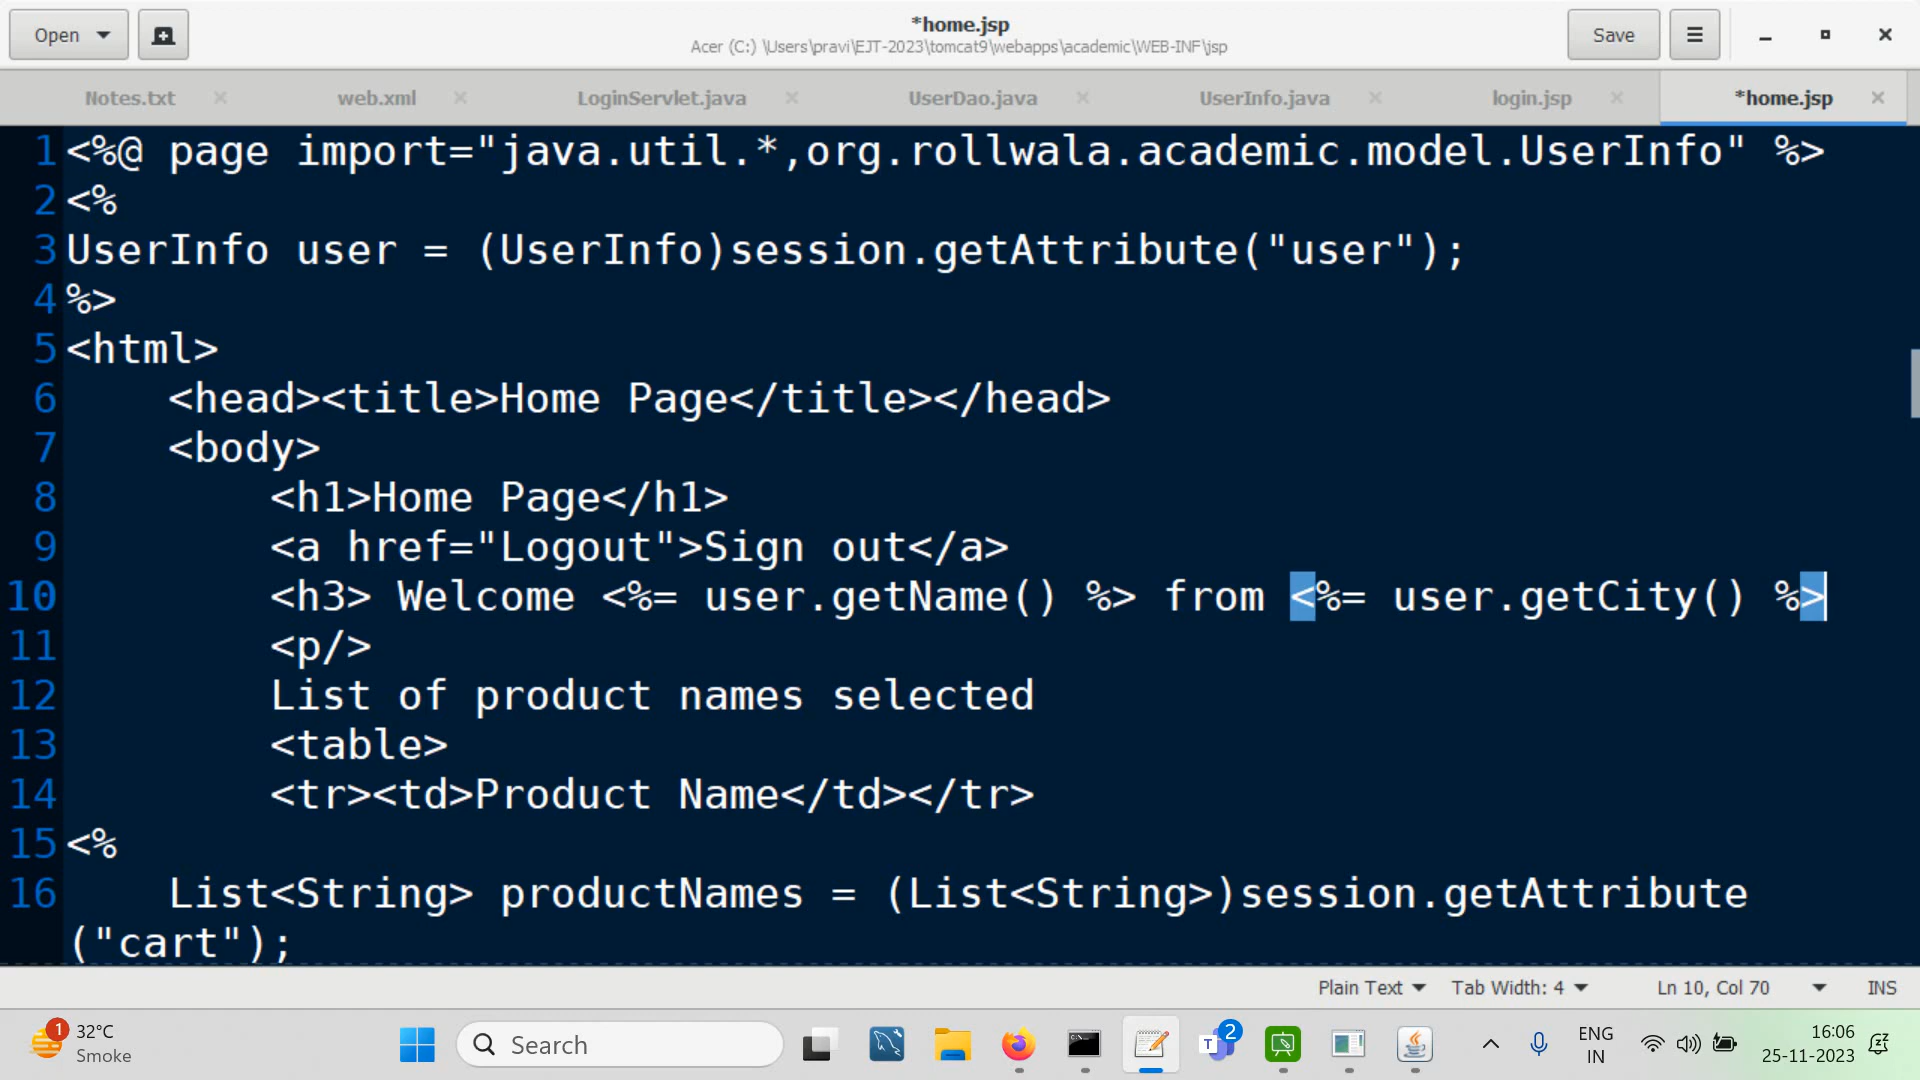 Open
*home.jsp
Acer (C:) \Users\pravi\EJT-2023\tomcat9\webapps\academic\WEB-INF\jsp
Save
Notes.txt
web.xml
LoginServlet.java
UserDao.java
UserInfo.java
login.jsp
*home.jsp
1 <%@ page import="java.util.*,org.rollwala.academic.model.UserInfo" %>
2 <%
3 UserInfo user = (UserInfo)session.getAttribute("user");
4 %>
5 <html>
6     <head><title>Home Page</title></head>
7     <body>
8         <h1>Home Page</h1>
9         <a href="Logout">Sign out</a>
10         <h3> Welcome <%= user.getName() %> from <%= user.getCity() %>
11         <p/>
12         List of product names selected
13         <table>
14         <tr><td>Product Name</td></tr>
15 <%
16     List<String> productNames = (List<String>)session.getAttribute
("cart");
Plain Text
Tab Width: 4
Ln 10, Col 70
INS
1
32°C
Smoke
Search
T
2
ENG
IN
16:06
25-11-2023